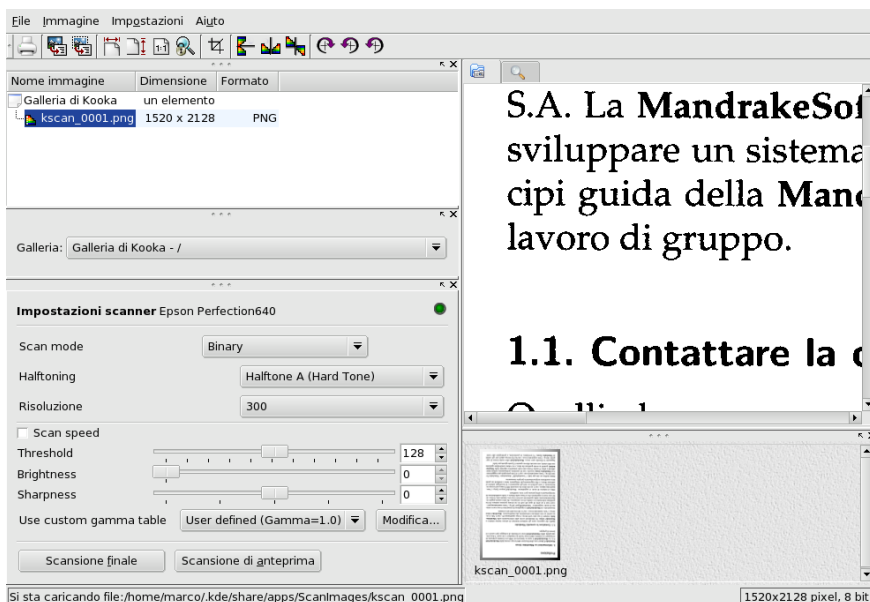 File Immagine Impostazioni Aiuto
Nome immagine Dimensione Formato
Galleria di Kooka un elemento
kscan_0001.png 1520 x 2128 PNG
Galleria: Galleria di Kooka - /
Impostazioni scanner Epson Perfection640
Scan mode Binary
Halftoning Halftone A (Hard Tone)
Risoluzione 300
Scan speed
Threshold 128
Brightness 0
Sharpness 0
Use custom gamma table User defined (Gamma=1.0) Modifica...
Scansione finale Scansione di anteprima
S.A. La MandrakeSof
sviluppare un sistema
cipi guida della Mand
lavoro di gruppo.
1.1. Contattare la c
kscan_0001.png
Si sta caricando file:/home/marco/.kde/share/apps/ScanImages/kscan_0001.png
1520x2128 pixel, 8 bit